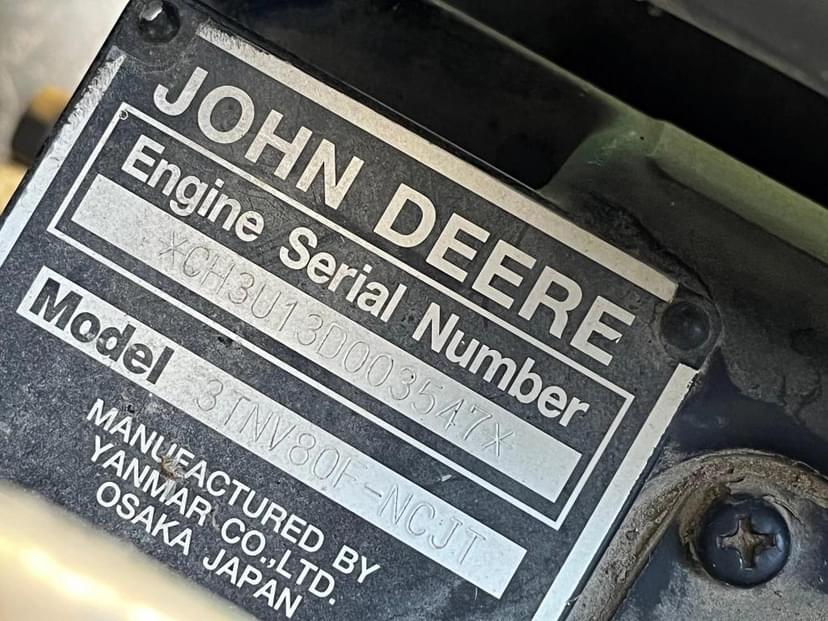 JOHN DEERE
Engine Serial Number
*CH3U13D003547*
Model 3TNV80F-NCJT
MANUFACTURED BY
YANMAR CO.,LTD.
OSAKA JAPAN